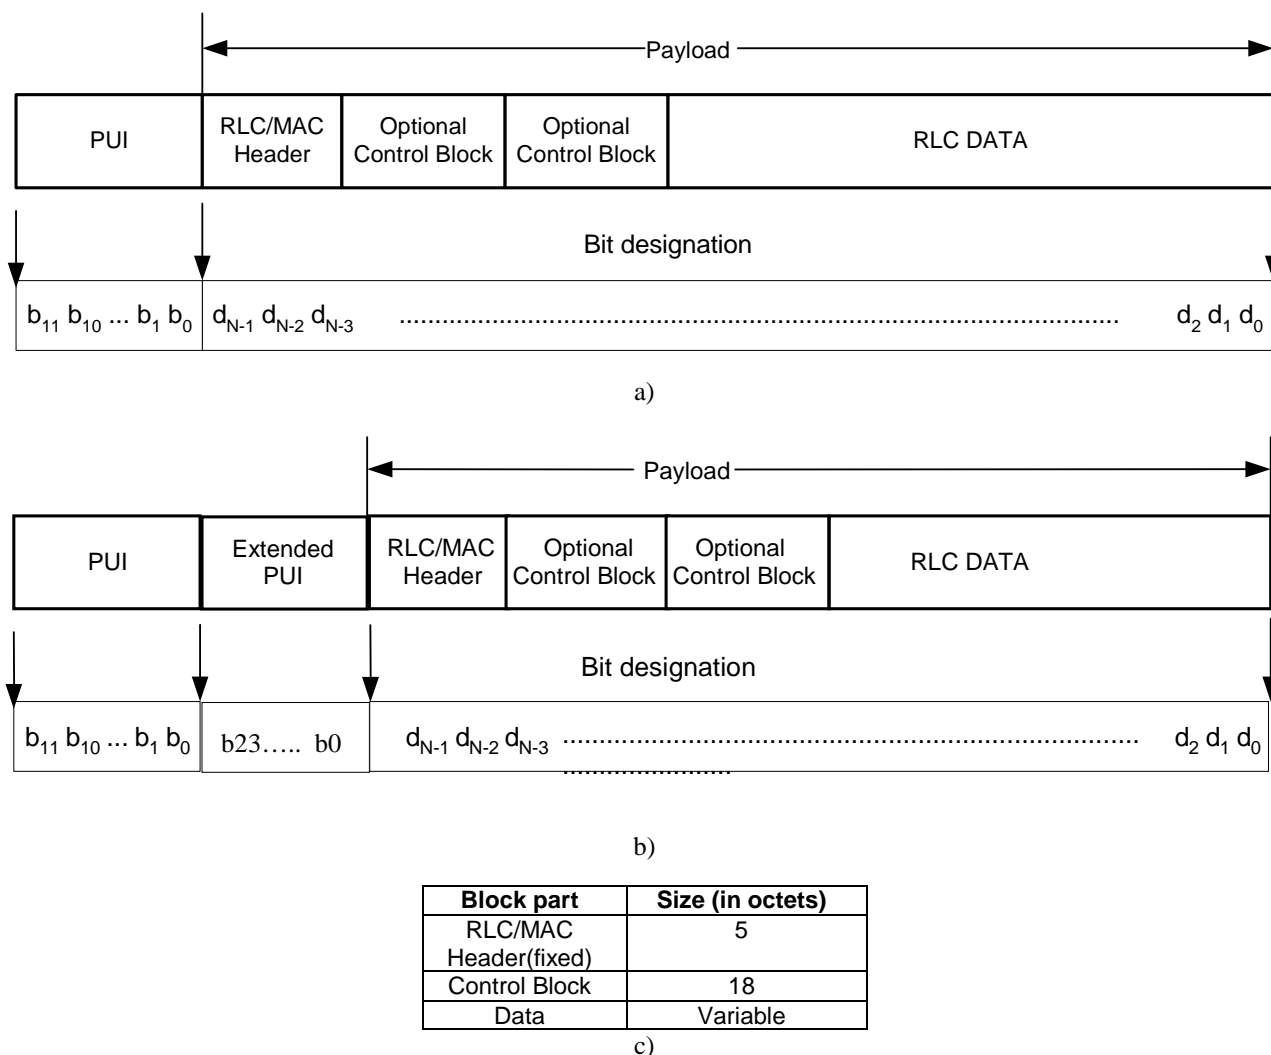 Payload
PUI
RLC/MAC
Header
Optional
Control Block
Optional
Control Block
RLC DATA
Bit designation
b11 b10 ... b1 b0
dN-1 dN-2 dN-3 ........................................................................................................ d2 d1 d0
a)
Payload
PUI
Extended
PUI
RLC/MAC
Header
Optional
Control Block
Optional
Control Block
RLC DATA
Bit designation
b11 b10 ... b1 b0
b23..... b0
dN-1 dN-2 dN-3 ................................................................................. d2 d1 d0
........................
b)
Block part Size (in octets)
RLC/MAC 5
Header(fixed)
Control Block 18
Data Variable
c)